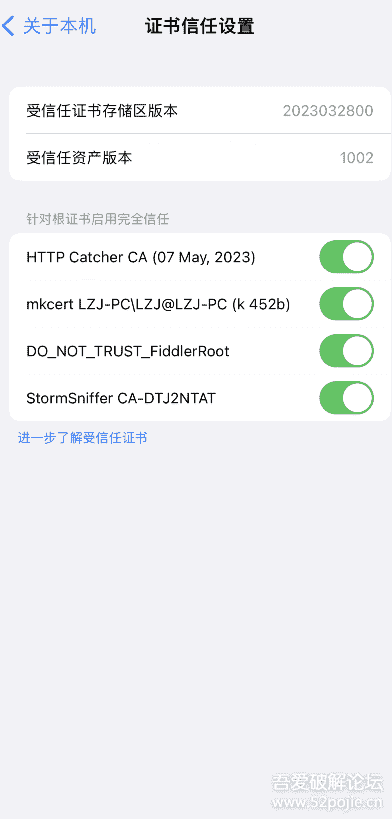 关于本机
证书信任设置
受信任证书存储区版本 2023032800
受信任资产版本 1002
针对根证书启用完全信任
HTTP Catcher CA (07 May, 2023)
mkcert LZJ-PC\LZJ@LZJ-PC (k 452b)
DO_NOT_TRUST_FiddlerRoot
StormSniffer CA-DTJ2NTAT
进一步了解受信任证书
吾爱破解论坛
www.52pojie.cn